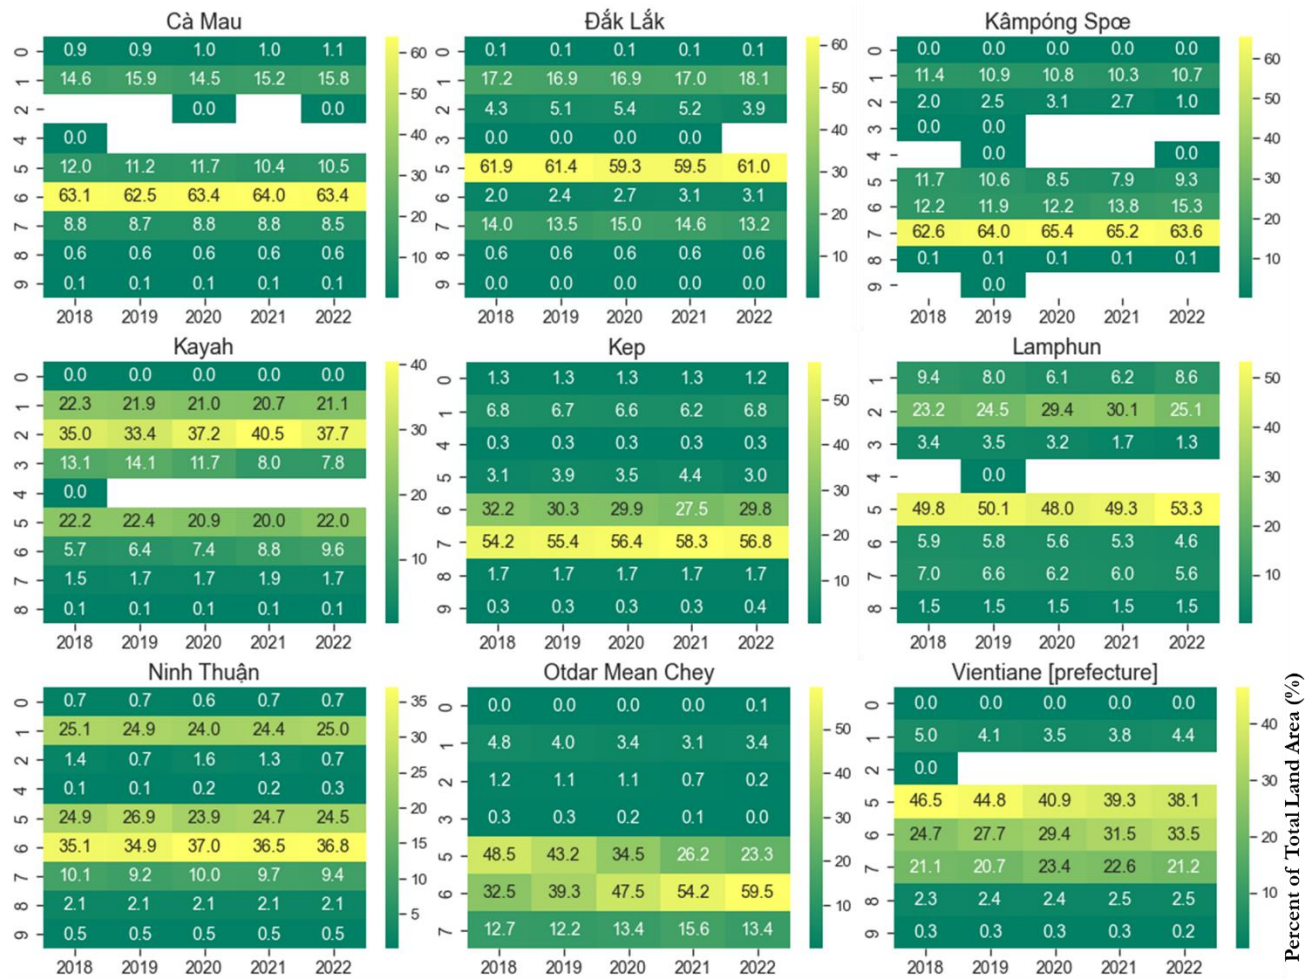 Cà Mau
0 0.9 0.9 1.0 1.0 1.1
1 14.6 15.9 14.5 15.2 15.8
2 0.0 0.0
4 0.0
5 12.0 11.2 11.7 10.4 10.5
6 63.1 62.5 63.4 64.0 63.4
7 8.8 8.7 8.8 8.8 8.5
8 0.6 0.6 0.6 0.6 0.6
9 0.1 0.1 0.1 0.1 0.1
2018 2019 2020 2021 2022
60
50
40
30
20
10
Đắk Lắk
0 0.1 0.1 0.1 0.1 0.1
1 17.2 16.9 16.9 17.0 18.1
2 4.3 5.1 5.4 5.2 3.9
3 0.0 0.0 0.0 0.0
5 61.9 61.4 59.3 59.5 61.0
6 2.0 2.4 2.7 3.1 3.1
7 14.0 13.5 15.0 14.6 13.2
8 0.6 0.6 0.6 0.6 0.6
9 0.0 0.0 0.0 0.0 0.0
2018 2019 2020 2021 2022
60
50
40
30
20
10
Kâmpóng Spœ
0 0.0 0.0 0.0 0.0 0.0
1 11.4 10.9 10.8 10.3 10.7
2 2.0 2.5 3.1 2.7 1.0
3 0.0 0.0
4 0.0 0.0
5 11.7 10.6 8.5 7.9 9.3
6 12.2 11.9 12.2 13.8 15.3
7 62.6 64.0 65.4 65.2 63.6
8 0.1 0.1 0.1 0.1 0.1
9 0.0
2018 2019 2020 2021 2022
60
50
40
30
20
10
Kayah
0 0.0 0.0 0.0 0.0 0.0
1 22.3 21.9 21.0 20.7 21.1
2 35.0 33.4 37.2 40.5 37.7
3 13.1 14.1 11.7 8.0 7.8
4 0.0
5 22.2 22.4 20.9 20.0 22.0
6 5.7 6.4 7.4 8.8 9.6
7 1.5 1.7 1.7 1.9 1.7
8 0.1 0.1 0.1 0.1 0.1
2018 2019 2020 2021 2022
40
30
20
10
Kep
0 1.3 1.3 1.3 1.3 1.2
1 6.8 6.7 6.6 6.2 6.8
4 0.3 0.3 0.3 0.3 0.3
5 3.1 3.9 3.5 4.4 3.0
6 32.2 30.3 29.9 27.5 29.8
7 54.2 55.4 56.4 58.3 56.8
8 1.7 1.7 1.7 1.7 1.7
9 0.3 0.3 0.3 0.3 0.4
2018 2019 2020 2021 2022
50
40
30
20
10
Lamphun
1 9.4 8.0 6.1 6.2 8.6
2 23.2 24.5 29.4 30.1 25.1
3 3.4 3.5 3.2 1.7 1.3
4 0.0
5 49.8 50.1 48.0 49.3 53.3
6 5.9 5.8 5.6 5.3 4.6
7 7.0 6.6 6.2 6.0 5.6
8 1.5 1.5 1.5 1.5 1.5
2018 2019 2020 2021 2022
50
40
30
20
10
Ninh Thuận
0 0.7 0.7 0.6 0.7 0.7
1 25.1 24.9 24.0 24.4 25.0
2 1.4 0.7 1.6 1.3 0.7
4 0.1 0.1 0.2 0.2 0.3
5 24.9 26.9 23.9 24.7 24.5
6 35.1 34.9 37.0 36.5 36.8
7 10.1 9.2 10.0 9.7 9.4
8 2.1 2.1 2.1 2.1 2.1
9 0.5 0.5 0.5 0.5 0.5
2018 2019 2020 2021 2022
35
30
25
20
15
10
5
Otdar Mean Chey
0 0.0 0.0 0.0 0.0 0.1
1 4.8 4.0 3.4 3.1 3.4
2 1.2 1.1 1.1 0.7 0.2
3 0.3 0.3 0.2 0.1 0.0
5 48.5 43.2 34.5 26.2 23.3
6 32.5 39.3 47.5 54.2 59.5
7 12.7 12.2 13.4 15.6 13.4
2018 2019 2020 2021 2022
50
40
30
20
10
Vientiane [prefecture]
0 0.0 0.0 0.0 0.0 0.0
1 5.0 4.1 3.5 3.8 4.4
2 0.0
5 46.5 44.8 40.9 39.3 38.1
6 24.7 27.7 29.4 31.5 33.5
7 21.1 20.7 23.4 22.6 21.2
8 2.3 2.4 2.4 2.5 2.5
9 0.3 0.3 0.3 0.3 0.2
2018 2019 2020 2021 2022
40
30
20
10
Percent of Total Land Area (%)